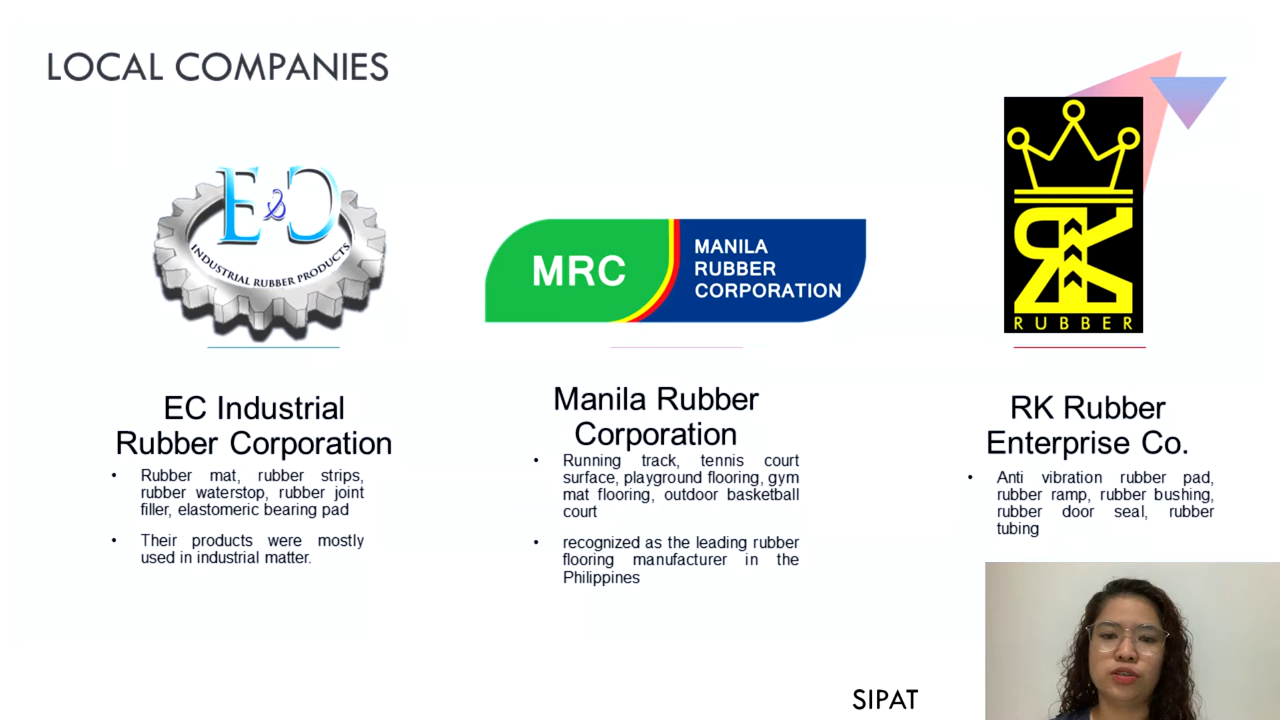 LOCAL COMPANIES
E&C
INDUSTRIAL RUBBER PRODUCTS
MRC
MANILA
RUBBER
CORPORATION
RK
RUBBER
EC Industrial
Rubber Corporation
• Rubber mat, rubber strips,
rubber waterstop, rubber joint
filler, elastomeric bearing pad
• Their products were mostly
used in industrial matter.
Manila Rubber
Corporation
• Running track, tennis court
surface, playground flooring, gym
mat flooring, outdoor basketball
court
• recognized as the leading rubber
flooring manufacturer in the
Philippines
RK Rubber
Enterprise Co.
• Anti vibration rubber pad,
rubber ramp, rubber bushing,
rubber door seal, rubber
tubing
SIPAT